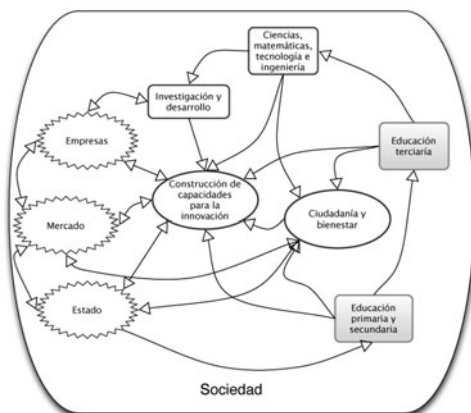 Ciencias,
matemáticas,
tecnología e
ingeniería
Investigación y
desarrollo
Empresas
Educación
terciaría
Construcción de
capacidades
para la
innovación
Ciudadanía y
bienestar
Mercado
Estado
Educación
primaria y
secundaria
Sociedad